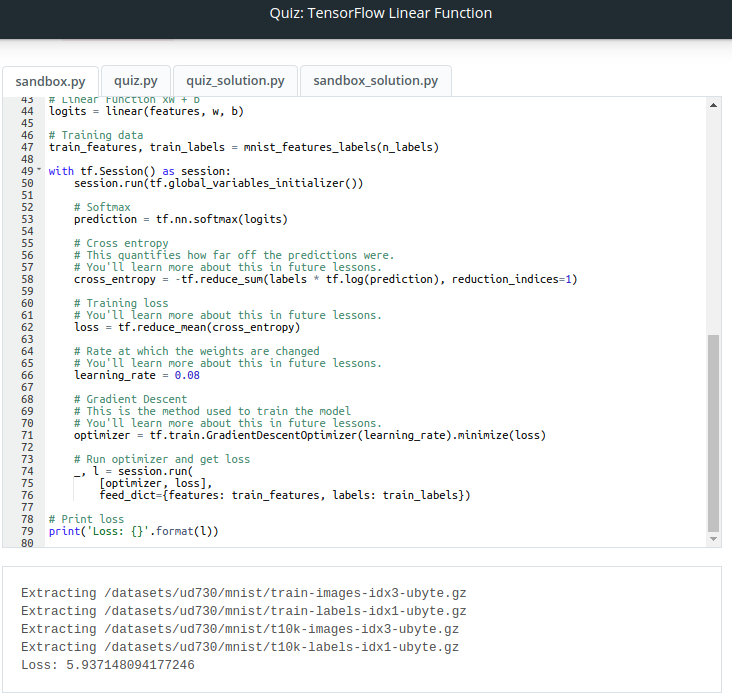 Quiz: TensorFlow Linear Function
sandbox.py quiz.py quiz_solution.py sandbox_solution.py
43 # Linear Function xW + b
44 logits = linear(features, w, b)
45
46 # Training data
47 train_features, train_labels = mnist_features_labels(n_labels)
48
49 with tf.Session() as session:
50 session.run(tf.global_variables_initializer())
51
52 # Softmax
53 prediction = tf.nn.softmax(logits)
54
55 # Cross entropy
56 # This quantifies how far off the predictions were.
57 # You'll learn more about this in future lessons.
58 cross_entropy = -tf.reduce_sum(labels * tf.log(prediction), reduction_indices=1)
59
60 # Training loss
61 # You'll learn more about this in future lessons.
62 loss = tf.reduce_mean(cross_entropy)
63
64 # Rate at which the weights are changed
65 # You'll learn more about this in future lessons.
66 learning_rate = 0.08
67
68 # Gradient Descent
69 # This is the method used to train the model
70 # You'll learn more about this in future lessons.
71 optimizer = tf.train.GradientDescentOptimizer(learning_rate).minimize(loss)
72
73 # Run optimizer and get loss
74 _, l = session.run(
75 [optimizer, loss],
76 feed_dict={features: train_features, labels: train_labels})
77
78 # Print loss
79 print('Loss: {}'.format(l))
80
Extracting /datasets/ud730/mnist/train-images-idx3-ubyte.gz
Extracting /datasets/ud730/mnist/train-labels-idx1-ubyte.gz
Extracting /datasets/ud730/mnist/t10k-images-idx3-ubyte.gz
Extracting /datasets/ud730/mnist/t10k-labels-idx1-ubyte.gz
Loss: 5.937148094177246